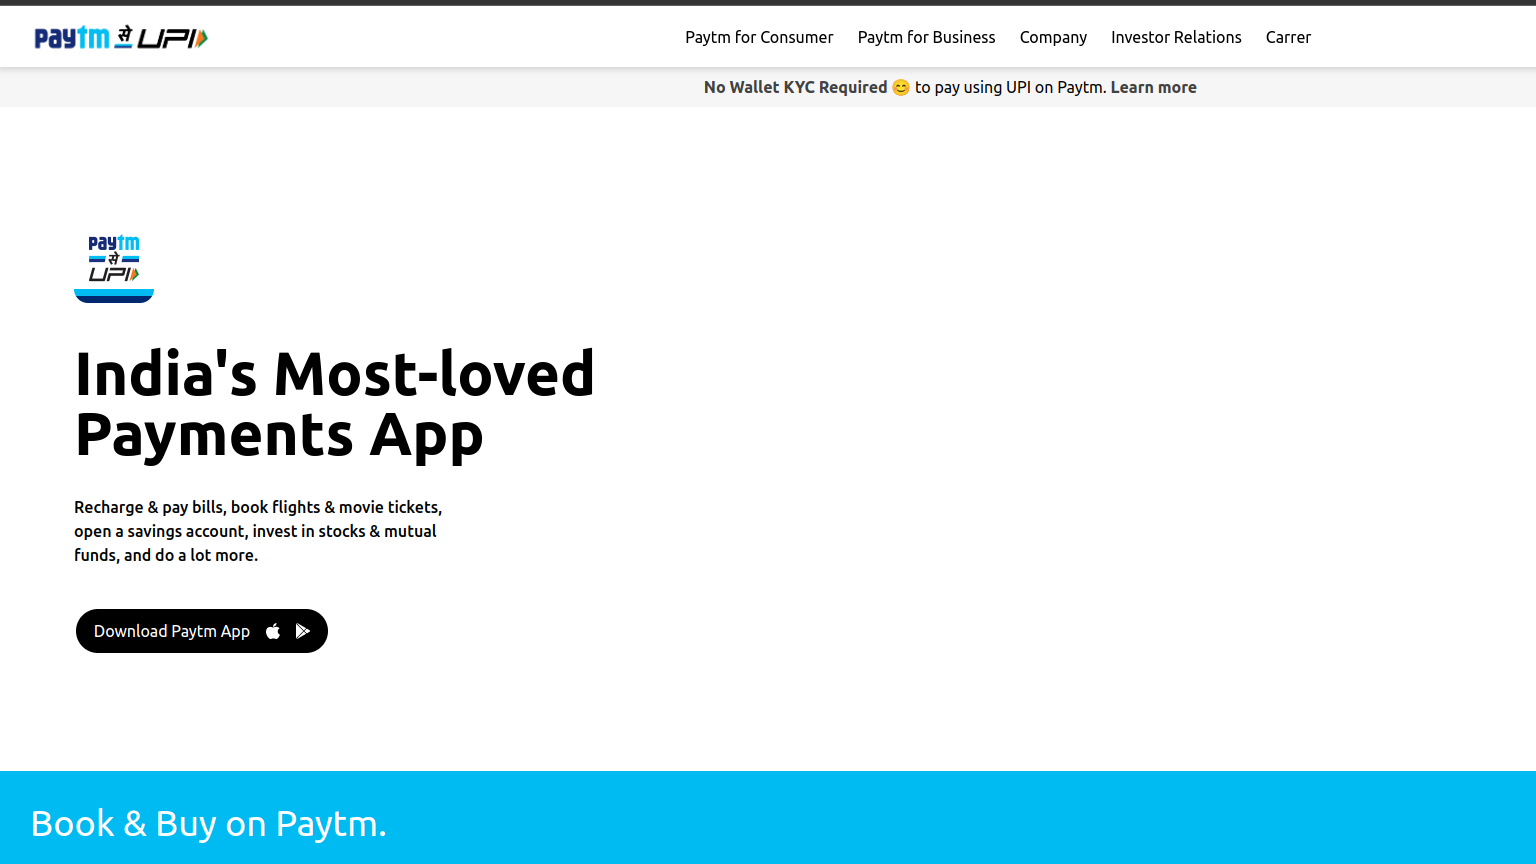 paytm से UPI
Paytm for Consumer Paytm for Business Company Investor Relations Carrer
No Wallet KYC Required 😊 to pay using UPI on Paytm. Learn more
paytm
से
UPI
India's Most-loved
Payments App
Recharge & pay bills, book flights & movie tickets,
open a savings account, invest in stocks & mutual
funds, and do a lot more.
Download Paytm App
Book & Buy on Paytm.